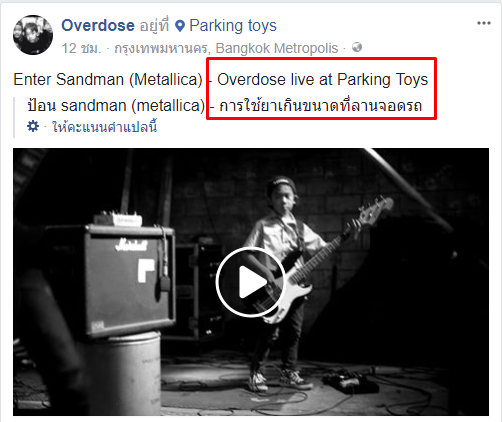 Overdose อยู่ที่ Parking toys
12 ชม. · กรุงเทพมหานคร, Bangkok Metropolis ·
Enter Sandman (Metallica) - Overdose live at Parking Toys
ป้อน sandman (metallica) - การใช้ยาเกินขนาดที่ลานจอดรถ
· ให้คะแนนคำแปลนี้
Marshall